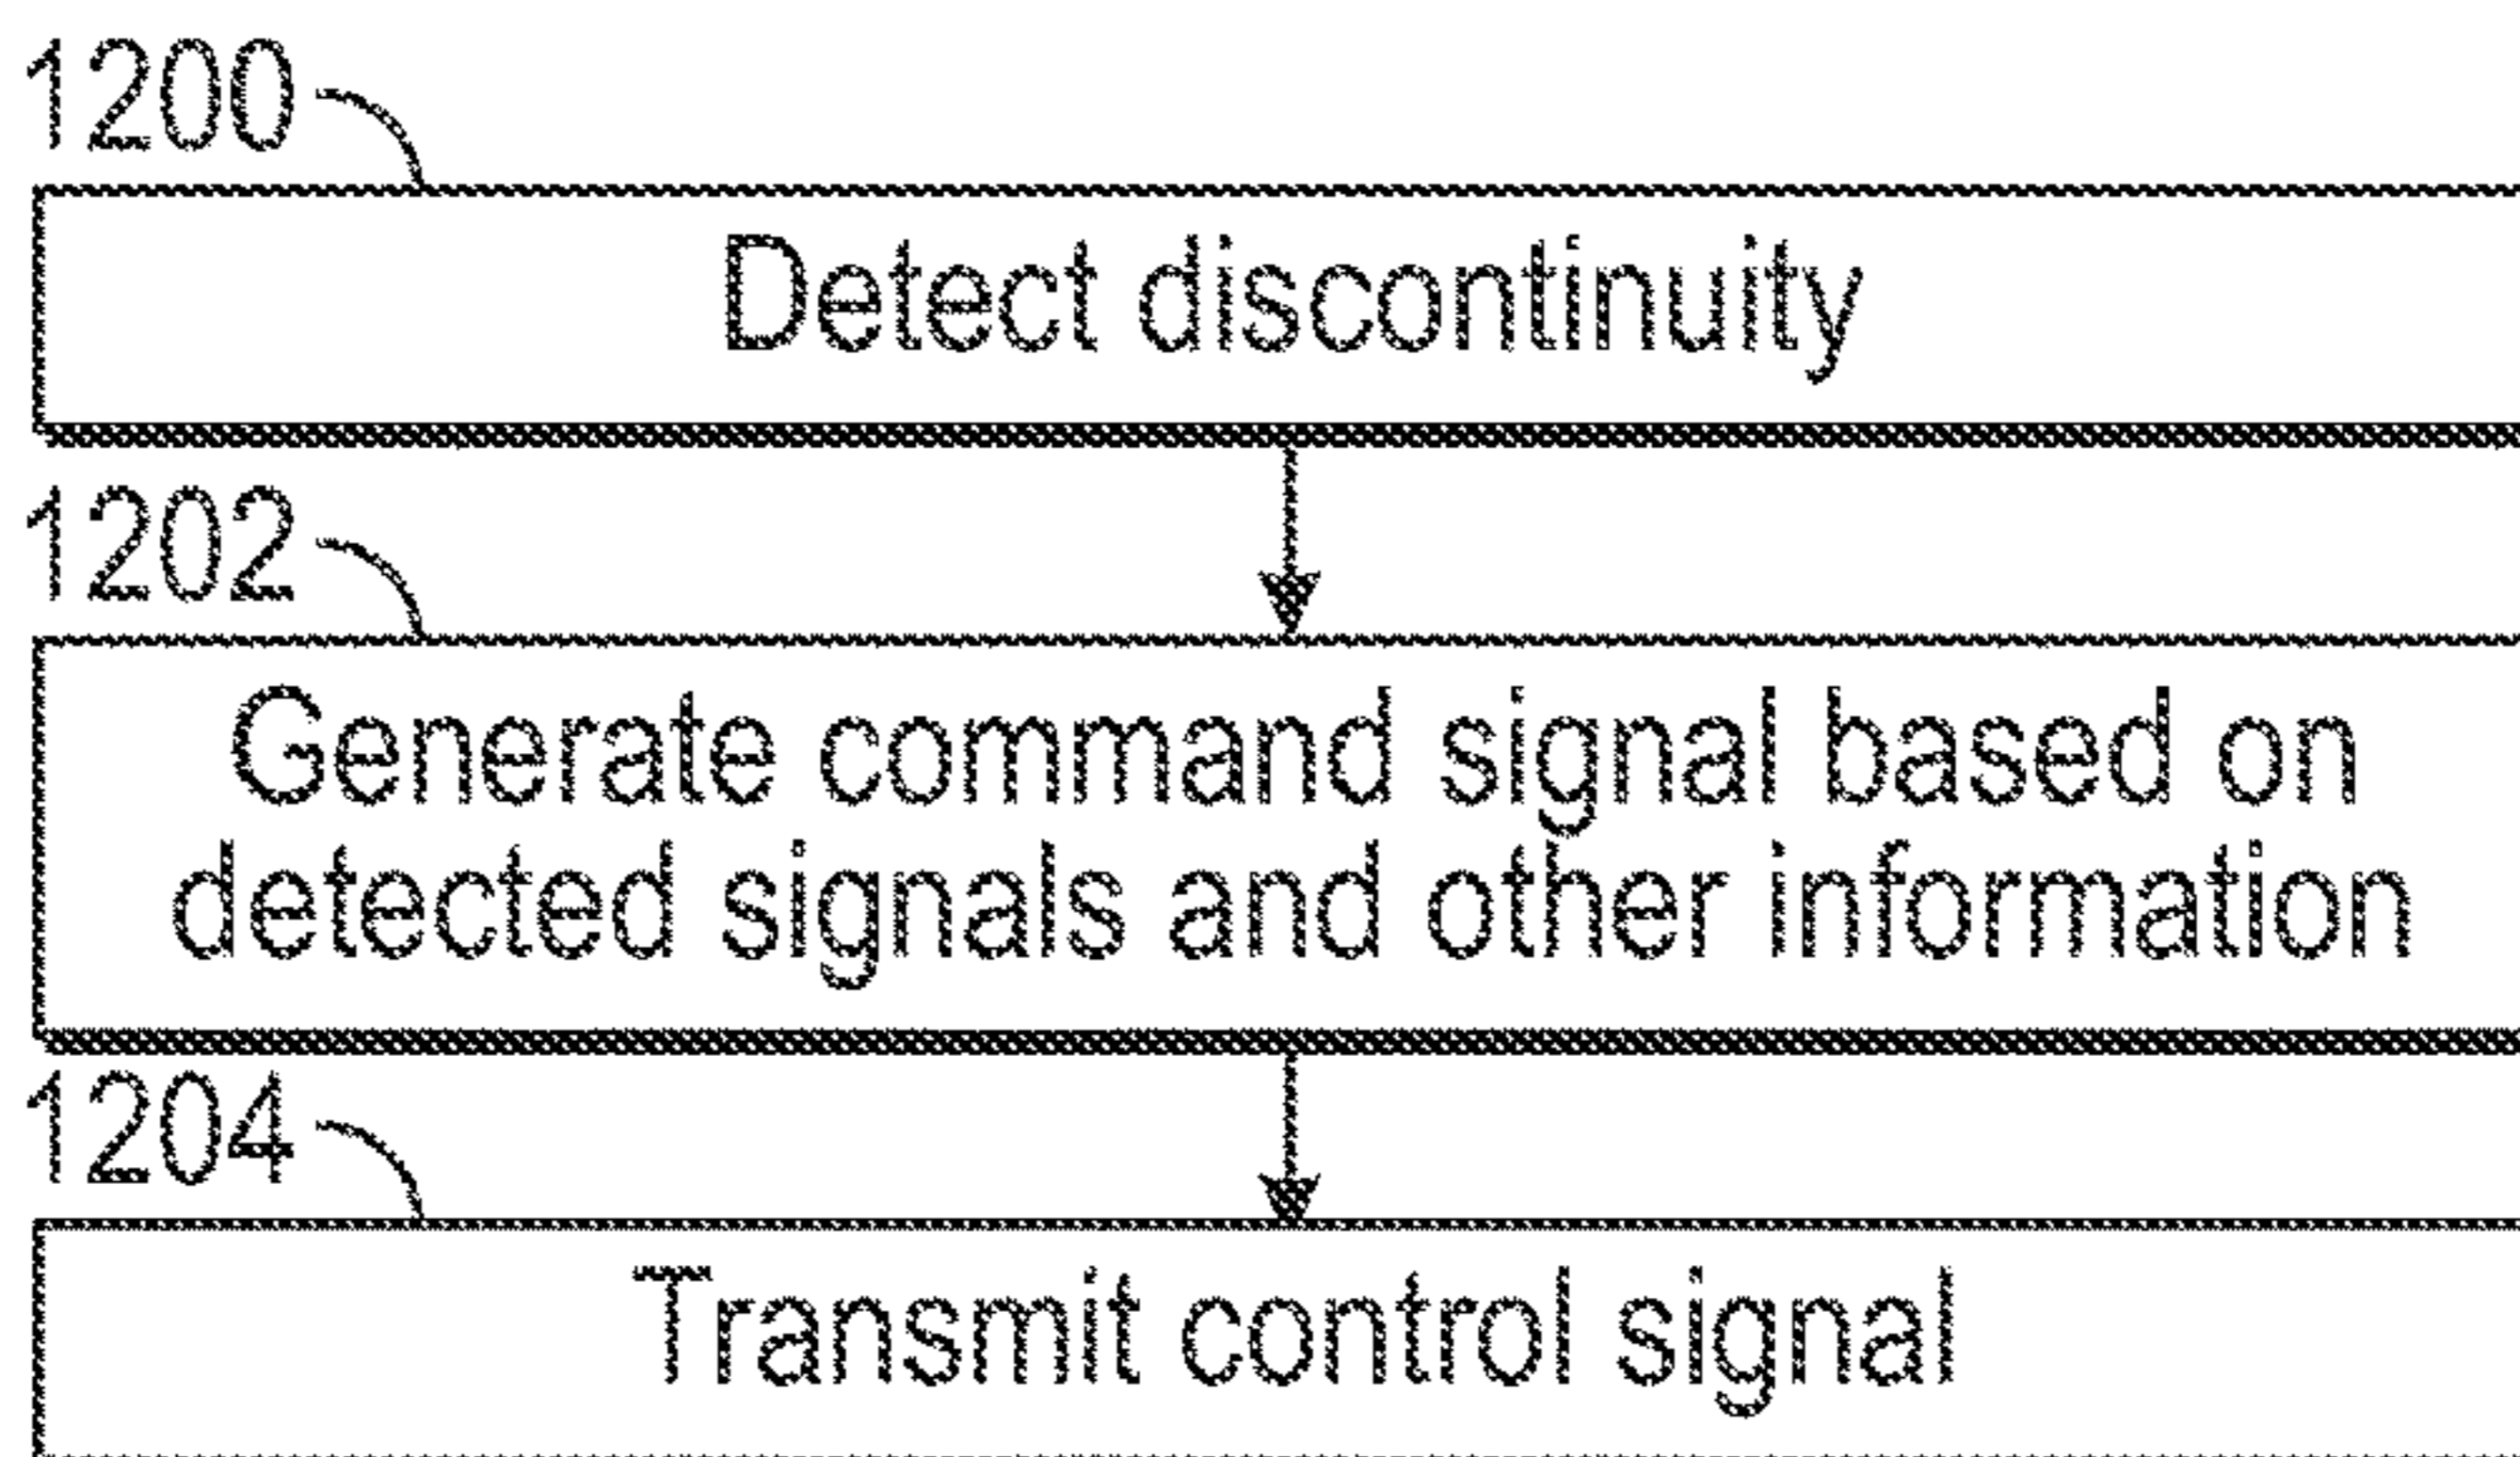 1200
Detect discontinuity
1202
Generate command signal based on
detected signals and other information
1204
Transmit control signal